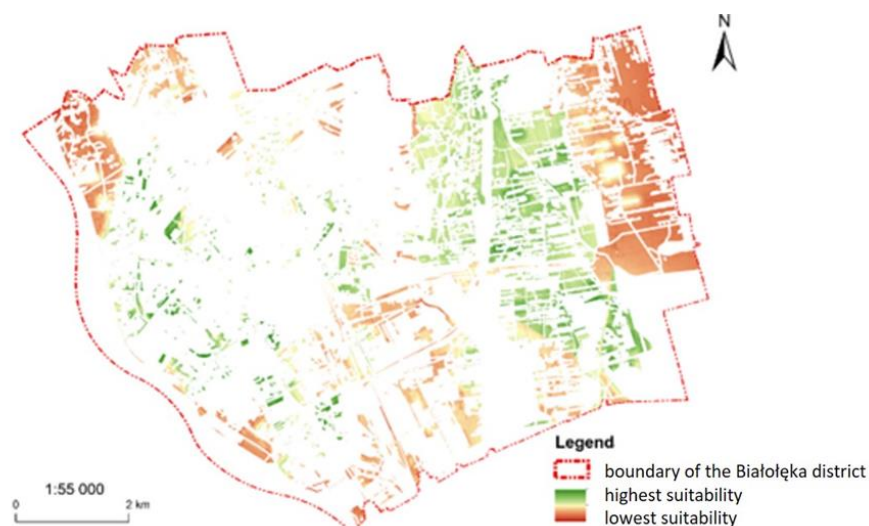 N
Legend
boundary of the Białołęka district
highest suitability
lowest suitability
1:55 000
0 2 km